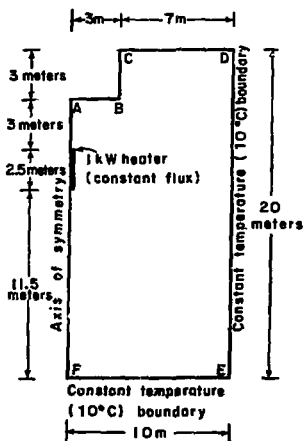 3m
7m
C
D
3 meters
A
B
3 meters
1 kW heater
(constant flux)
2.5 meters
11.5 meters
Axis of symmetry
Constant temperature (10°C) boundary
20 meters
F
E
Constant temperature
(10°C) boundary
10m